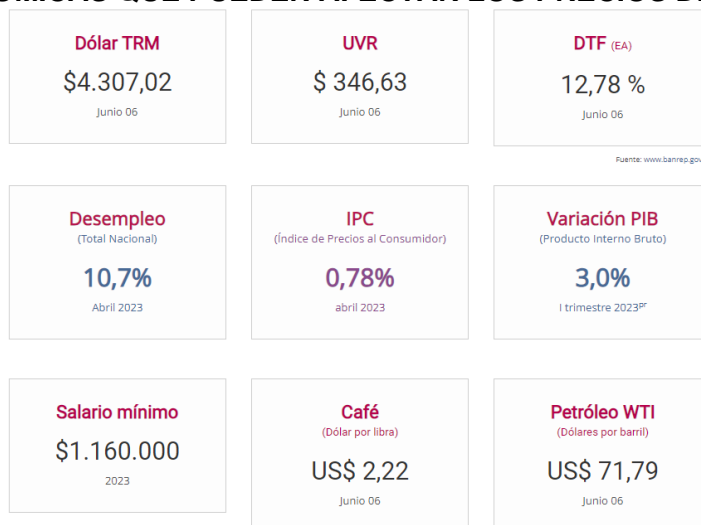 Dólar TRM
$4.307,02
Junio 06
UVR
$ 346,63
Junio 06
DTF (EA)
12,78 %
Junio 06
Fuente: www.banrep.gov
Desempleo
(Total Nacional)
10,7%
Abril 2023
IPC
(Índice de Precios al Consumidor)
0,78%
abril 2023
Variación PIB
(Producto Interno Bruto)
3,0%
I trimestre 2023pr
Salario mínimo
$1.160.000
2023
Café
(Dólar por libra)
US$ 2,22
Junio 06
Petróleo WTI
(Dólares por barril)
US$ 71,79
Junio 06